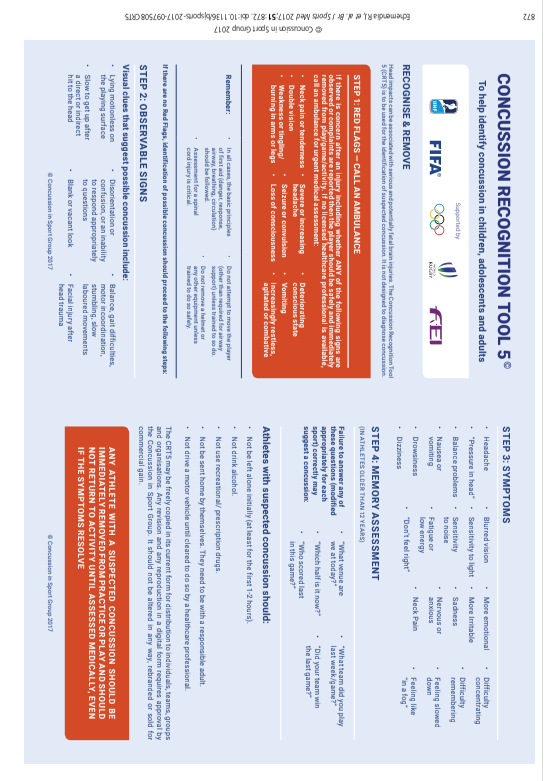 CONCUSSION RECOGNITION TOOL 5 ©
To help identify concussion in children, adolescents and adults
Supported by
FIFA
RUGBY
FEI
RECOGNISE & REMOVE
Head impacts can be associated with serious and potentially fatal brain injuries. The Concussion Recognition Tool
5 (CRT5) is to be used for the identification of suspected concussion. It is not designed to diagnose concussion.
STEP 1: RED FLAGS — CALL AN AMBULANCE
If there is concern after an injury including whether ANY of the following signs are
observed or complaints are reported then the player should be safely and immediately
removed from play/game/activity. If no licensed healthcare professional is available,
call an ambulance for urgent medical assessment:
• Neck pain or tenderness
• Double vision
• Weakness or tingling/
burning in arms or legs
• Severe or increasing
headache
• Seizure or convulsion
• Loss of consciousness
• Deteriorating
conscious state
• Vomiting
• Increasingly restless,
agitated or combative
Remember:
• In all cases, the basic principles
of first aid (danger, response,
airway, breathing, circulation)
should be followed.
• Assessment for a spinal
cord injury is critical
• Do not attempt to move the player
(other than required for airway
support) unless trained to so do.
• Do not remove a helmet or
any other equipment unless
trained to do so safely.
If there are no Red Flags, identification of possible concussion should proceed to the following steps:
STEP 2: OBSERVABLE SIGNS
Visual clues that suggest possible concussion include:
• Lying motionless on
the playing surface
• Slow to get up after
a direct or indirect
hit to the head
• Disorientation or
confusion, or an inability
to respond appropriately
to questions
• Blank or vacant look
• Balance, gait difficulties,
motor incoordination,
stumbling, slow
laboured movements
• Facial injury after
head trauma
© Concussion in Sport Group 2017
STEP 3: SYMPTOMS
• Headache
• "Pressure in head"
• Balance problems
• Nausea or
vomiting
• Drowsiness
• Dizziness
• Blurred vision
• Sensitivity to light
• Sensitivity
to noise
• Fatigue or
low energy
• "Don't feel right"
• More emotional
• More Irritable
• Sadness
• Nervous or
anxious
• Neck Pain
• Difficulty
concentrating
• Difficulty
remembering
• Feeling slowed
down
• Feeling like
"in a fog"
STEP 4: MEMORY ASSESSMENT
(IN ATHLETES OLDER THAN 12 YEARS)
Failure to answer any of
these questions (modified
appropriately for each
sport) correctly may
suggest a concussion:
• "What venue are
we at today?"
• "Which half is it now?"
• "Who scored last
in this game?"
• "What team did you play
last week/game?"
• "Did your team win
the last game?"
Athletes with suspected concussion should:
• Not be left alone initially (at least for the first 1-2 hours).
• Not drink alcohol.
• Not use recreational/ prescription drugs.
• Not be sent home by themselves. They need to be with a responsible adult.
• Not drive a motor vehicle until cleared to do so by a healthcare professional.
The CRT5 may be freely copied in its current form for distribution to individuals, teams, groups
and organisations. Any revision and any reproduction in a digital form requires approval by
the Concussion in Sport Group. It should not be altered in any way, rebranded or sold for
commercial gain.
ANY ATHLETE WITH A SUSPECTED CONCUSSION SHOULD BE
IMMEDIATELY REMOVED FROM PRACTICE OR PLAY AND SHOULD
NOT RETURN TO ACTIVITY UNTIL ASSESSED MEDICALLY, EVEN
IF THE SYMPTOMS RESOLVE
© Concussion in Sport Group 2017
© Concussion in Sport Group 2017
872
Echemendia RJ, et al. Br J Sports Med 2017;51:872. doi:10.1136/bjsports-2017-097508CRT5